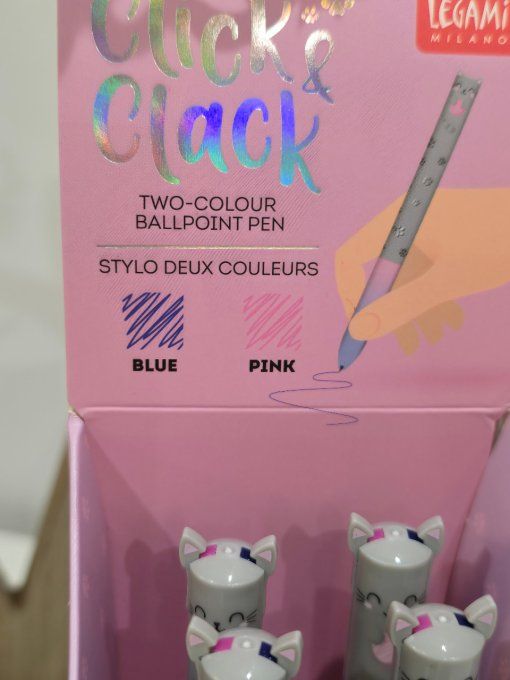 Click &
Clack
LEGAMI
MILANO
TWO-COLOUR
BALLPOINT PEN
STYLO DEUX COULEURS
BLUE PINK